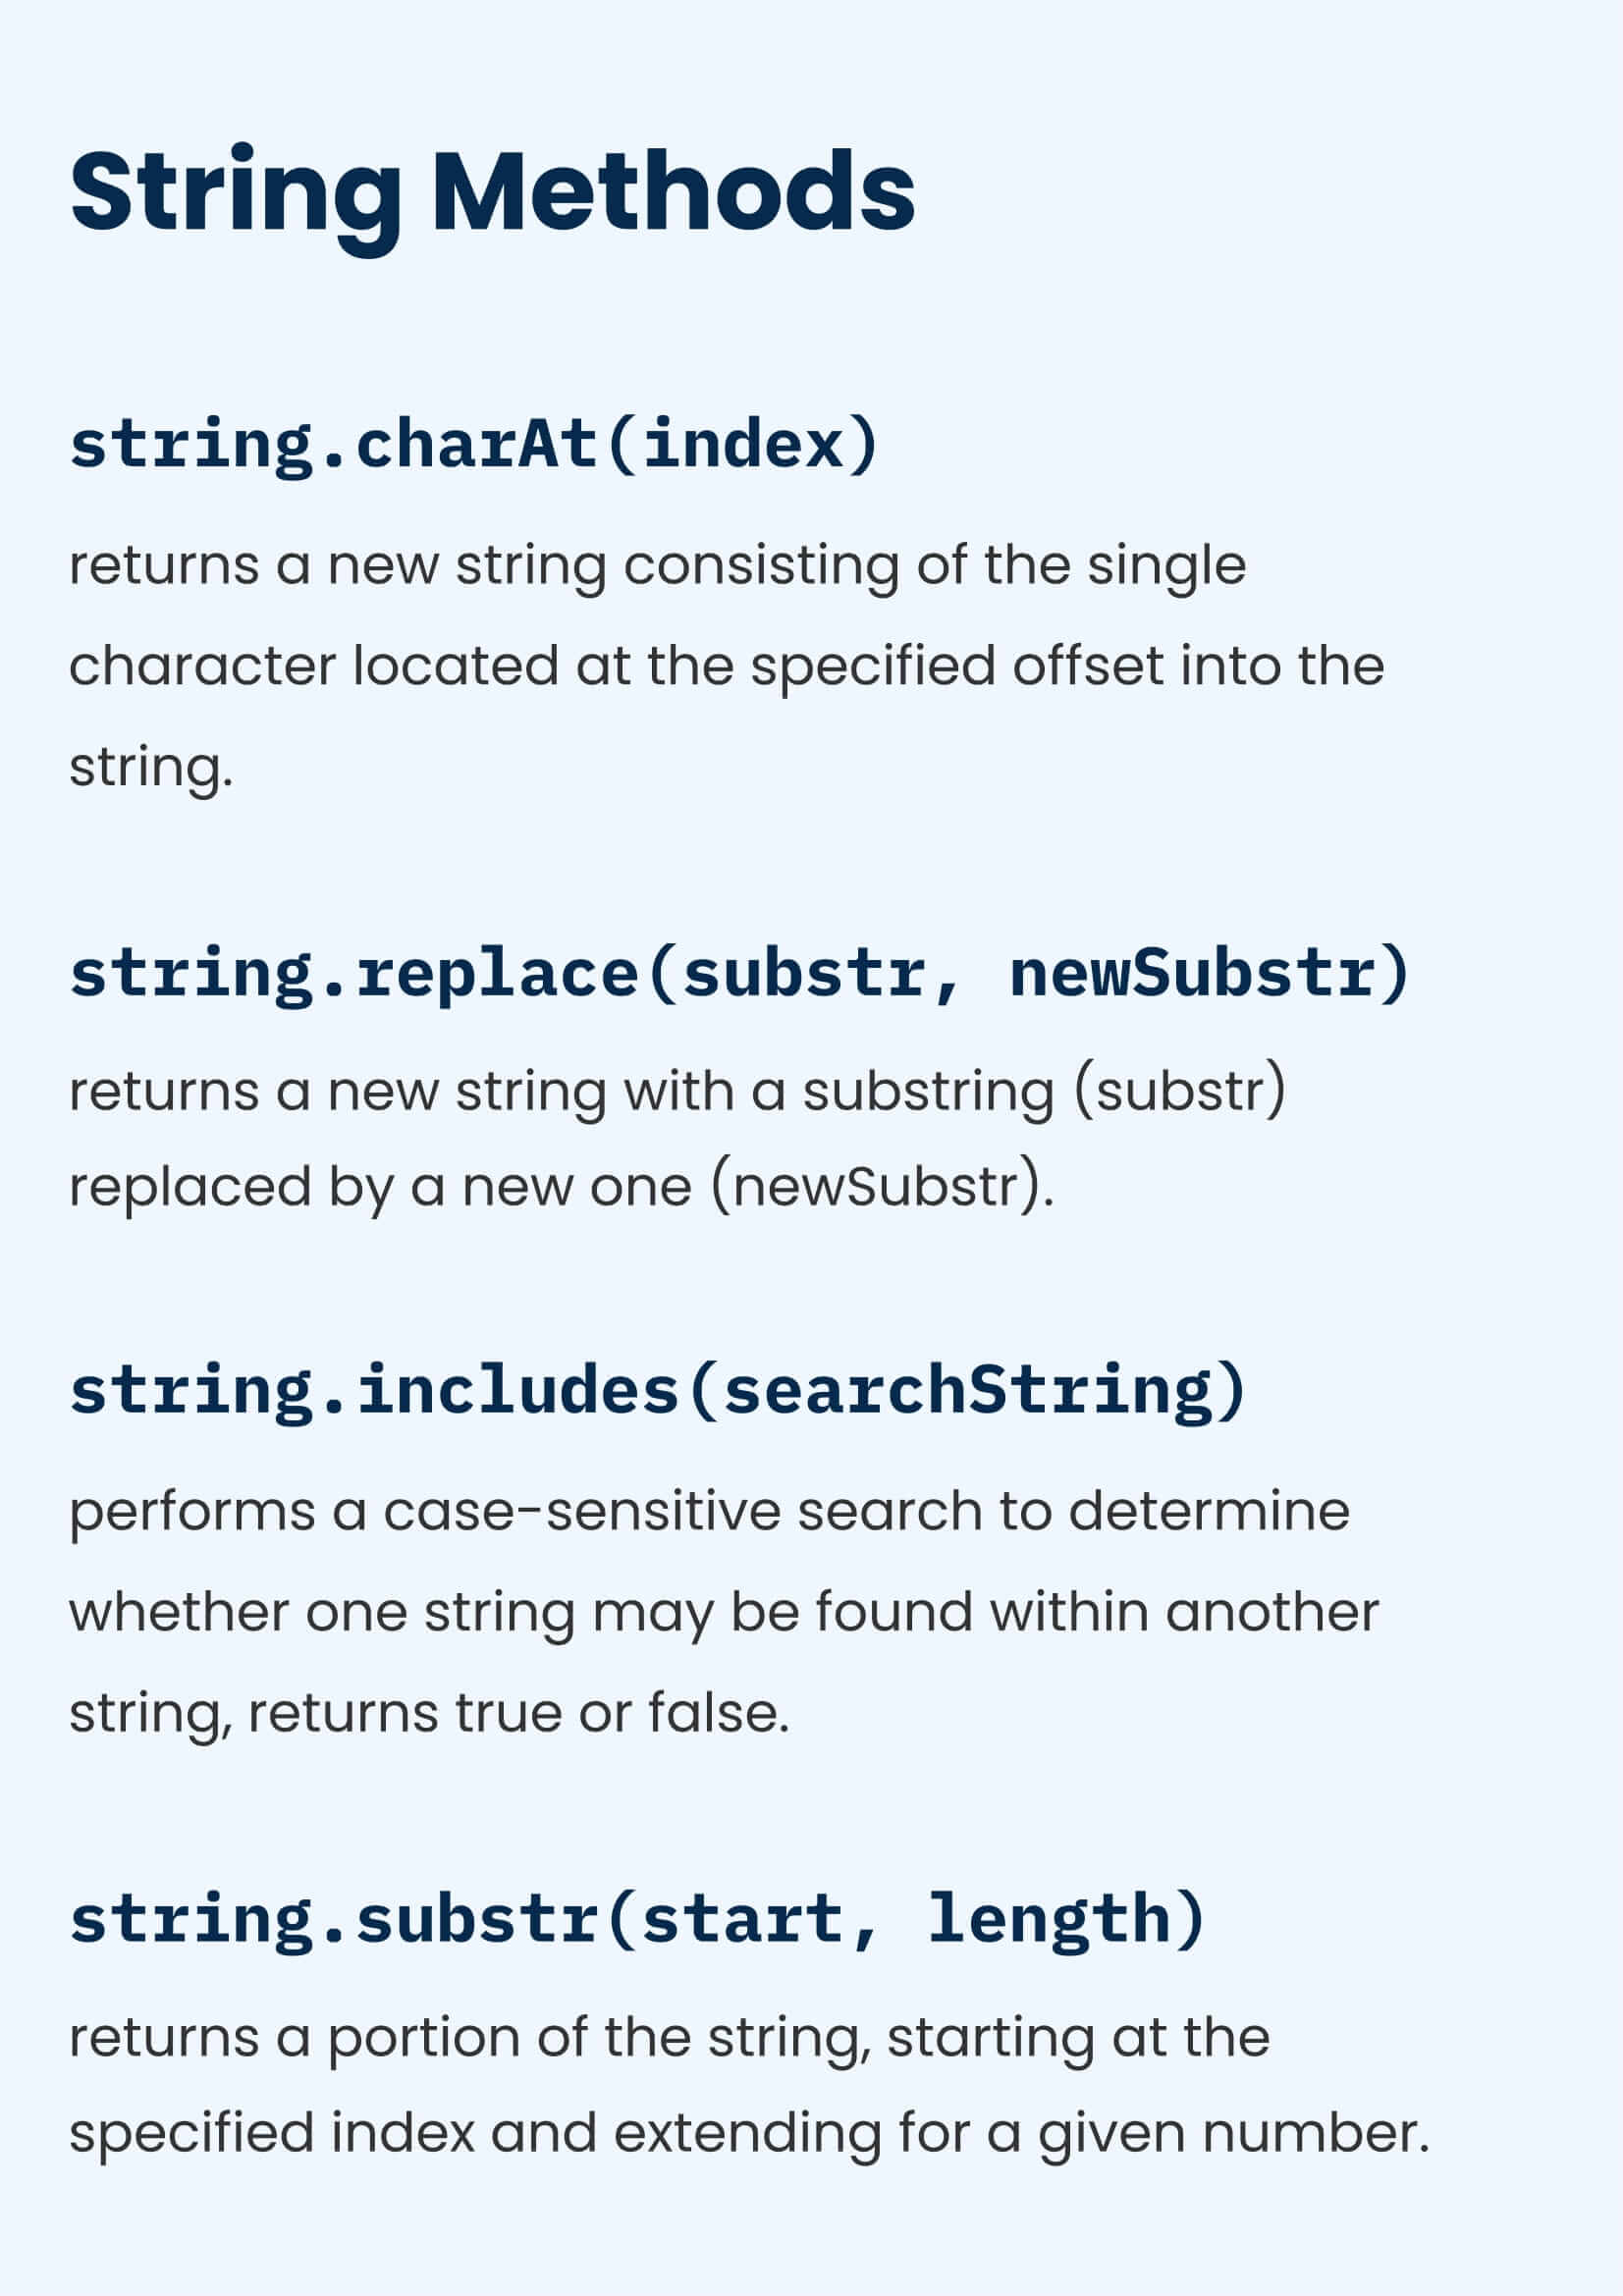 String Methods
string.charAt(index)
returns a new string consisting of the single
character located at the specified offset into the
string.
string.replace(substr, newSubstr)
returns a new string with a substring (substr)
replaced by a new one (newSubstr).
string.includes(searchString)
performs a case-sensitive search to determine
whether one string may be found within another
string, returns true or false.
string.substr(start, length)
returns a portion of the string, starting at the
specified index and extending for a given number.